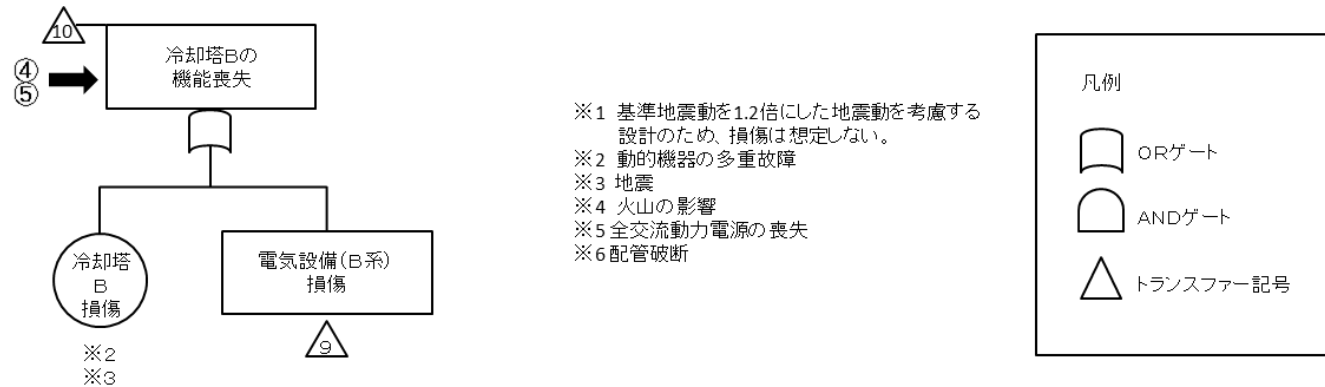 10
冷却塔Bの
機能喪失
④
⑤
冷却塔
B
損傷
※2
※3
電気設備(B系)
損傷
9
※1 基準地震動を1.2倍にした地震動を考慮する
設計のため、損傷は想定しない。
※2 動的機器の多重故障
※3 地震
※4 火山の影響
※5 全交流動力電源の喪失
※6 配管破断
凡例
ORゲート
ANDゲート
トランスファー記号